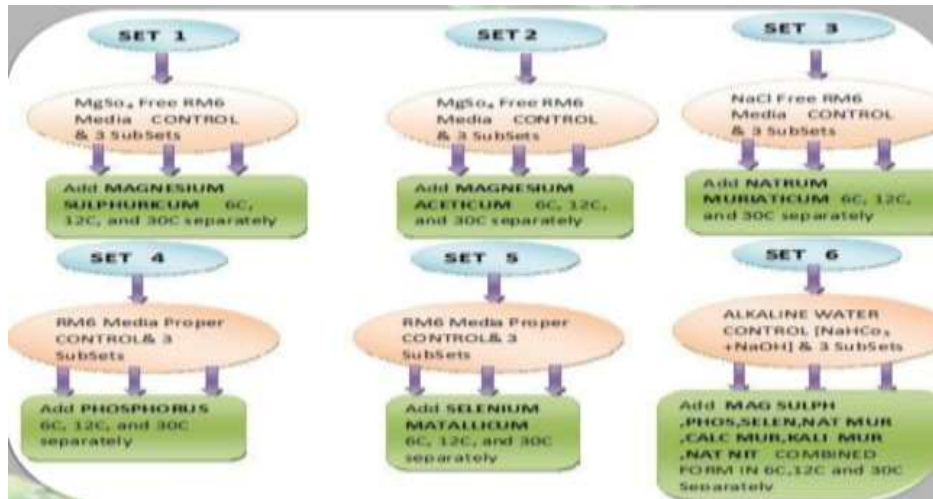 SET 1
MgSo₄ Free RM6
Media CONTROL
& 3 SubSets
Add MAGNESIUM
SULPHURICUM 6C,
12C, and 30C separately
SET 2
MgSo₄ Free RM6
Media CONTROL
& 3 SubSets
Add MAGNESIUM
ACETICUM 6C, 12C,
and 30C separately
SET 3
NaCl Free RM6
Media CONTROL
& 3 SubSets
Add NATRUM
MURIATICUM 6C, 12C,
and 30C separately
SET 4
RM6 Media Proper
CONTROL& 3
SubSets
Add PHOSPHORUS
6C, 12C, and 30C
separately
SET 5
RM6 Media Proper
CONTROL& 3
SubSets
Add SELENIUM
MATALLICUM
6C, 12C, and 30C
separately
SET 6
ALKALINE WATER
CONTROL [NaHCo₃
+NaOH] & 3 SubSets
Add MAG SULPH
,PHOS,SELEN,NAT MUR
,CALC MUR,KALI MUR
,NAT NIT COMBINED
FORM IN 6C,12C and 30C
Separately